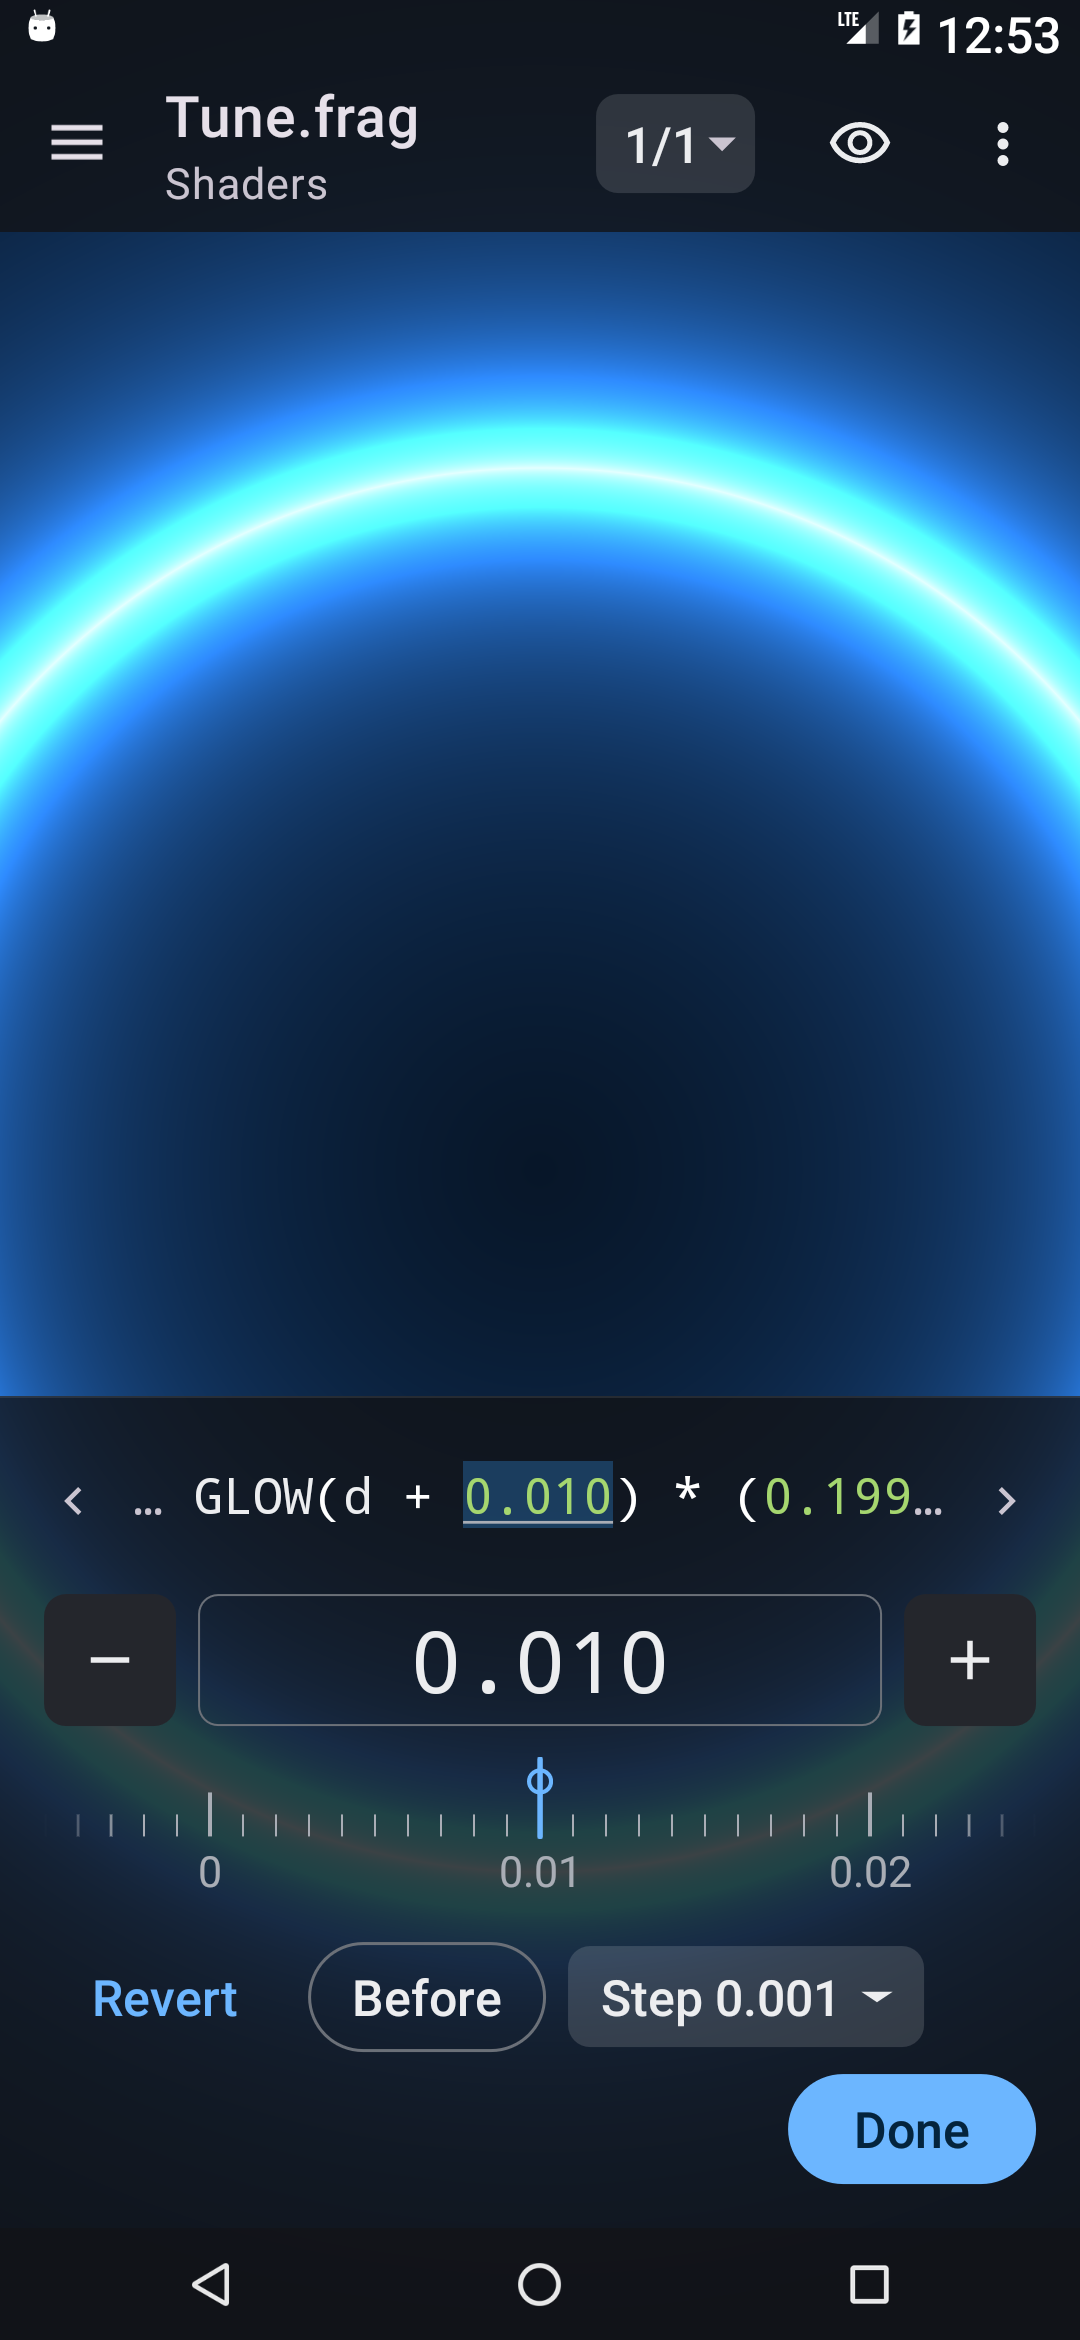 LTE 12:53
Tune.frag
Shaders
1/1
… GLOW(d + 0.010) * (0.199…
0.010
0 0.01 0.02
Revert Before Step 0.001
Done